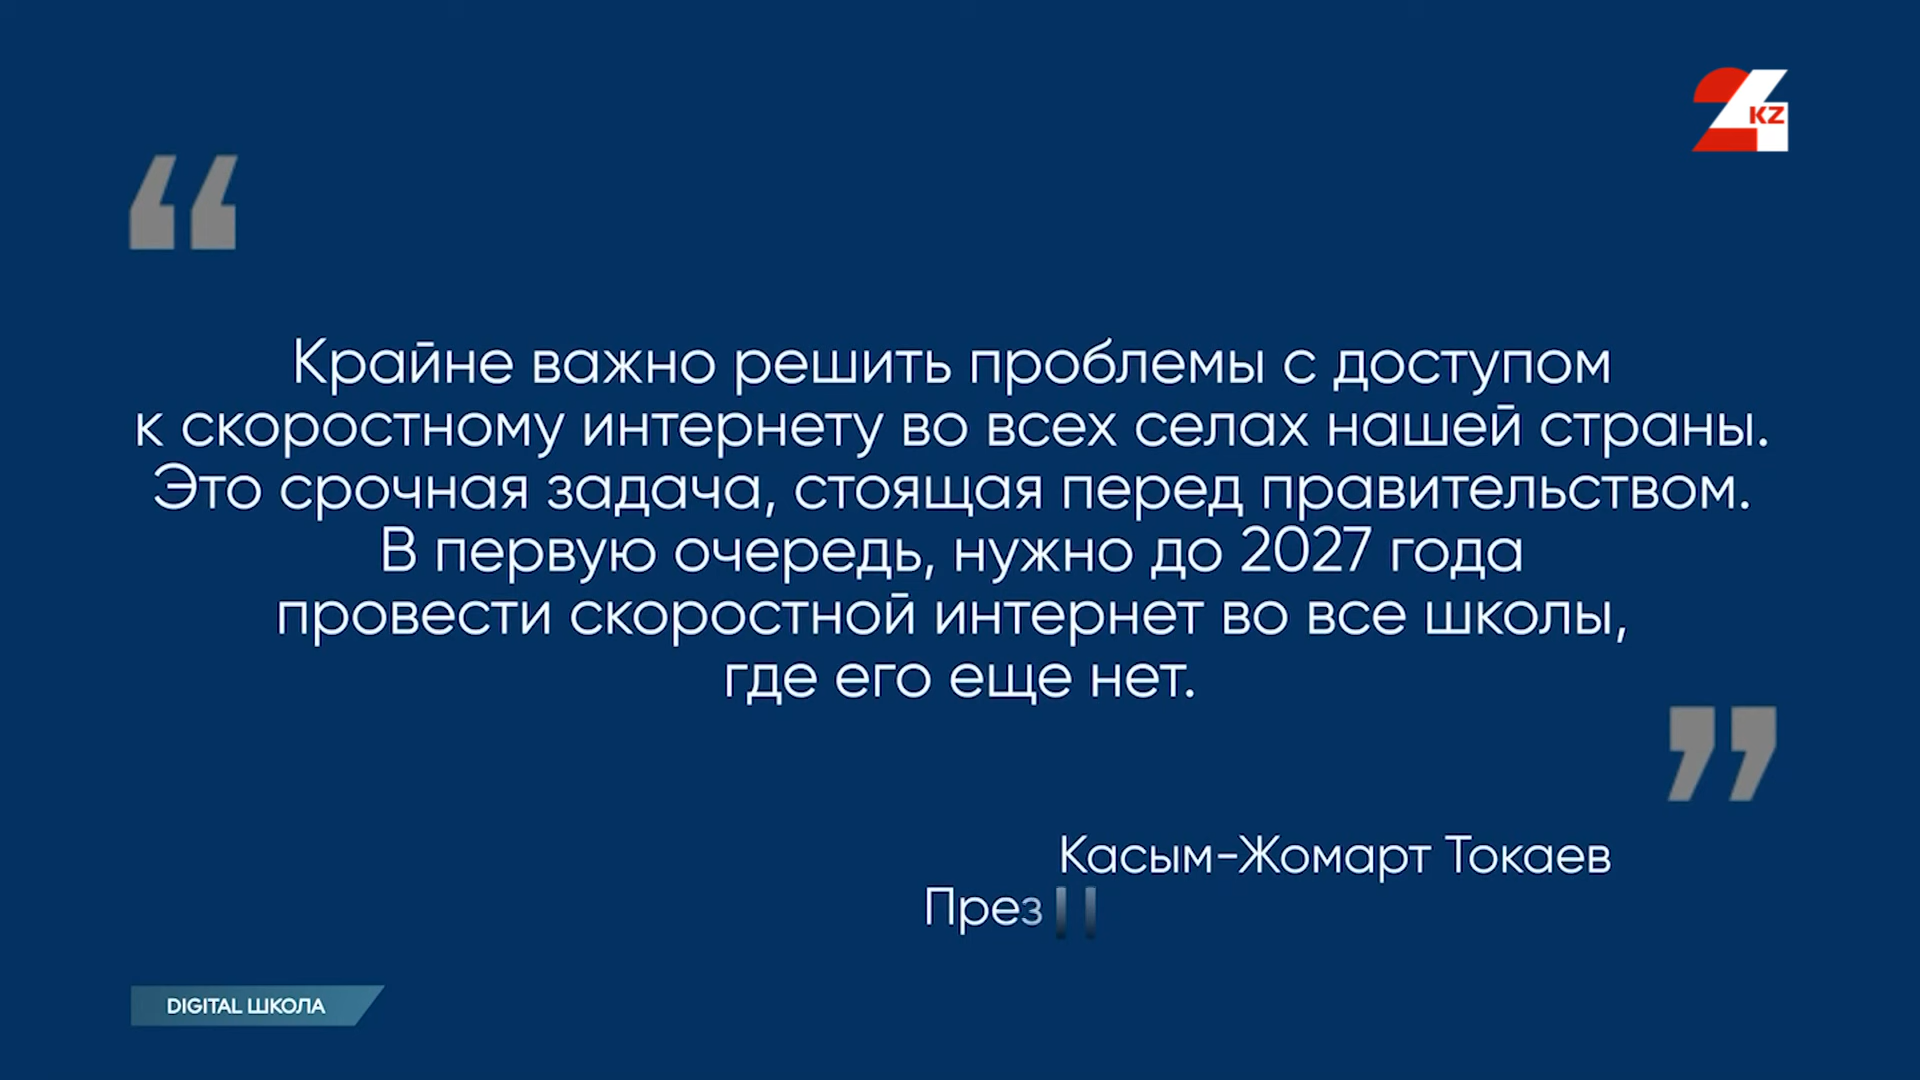 24 KZ
Крайне важно решить проблемы с доступом
к скоростному интернету во всех селах нашей страны.
Это срочная задача, стоящая перед правительством.
В первую очередь, нужно до 2027 года
провести скоростной интернет во все школы,
где его еще нет.
Касым-Жомарт Токаев
През
DIGITAL ШКОЛА